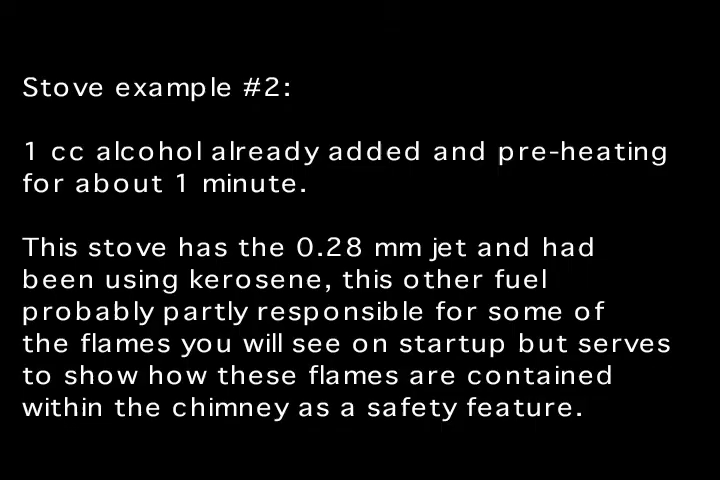 Stove example #2:
1 cc alcohol already added and pre-heating
for about 1 minute.
This stove has the 0.28 mm jet and had
been using kerosene, this other fuel
probably partly responsible for some of
the flames you will see on startup but serves
to show how these flames are contained
within the chimney as a safety feature.